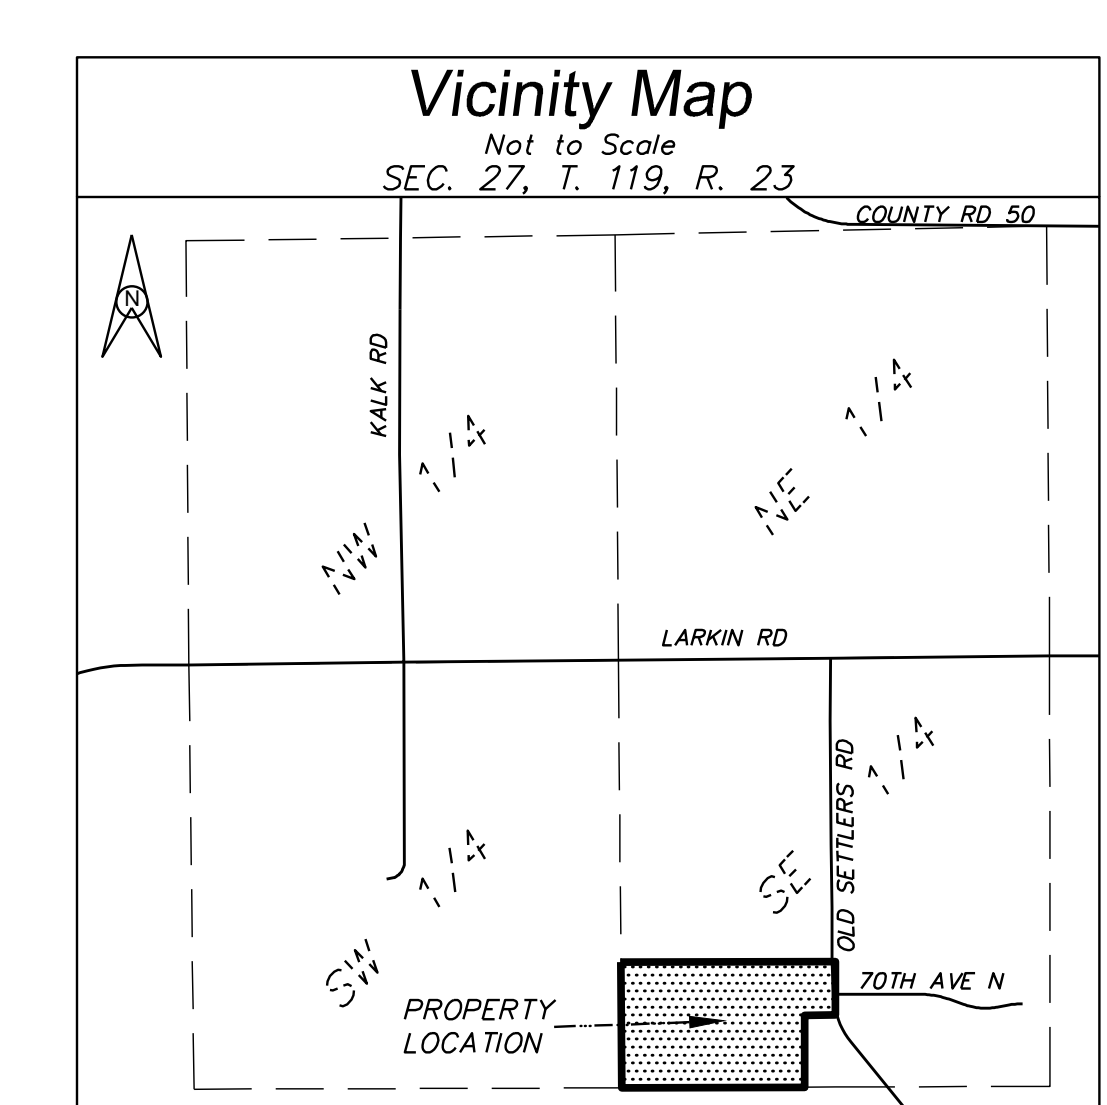 Vicinity Map
Not to Scale
SEC. 27, T. 119, R. 23
COUNTY RD 50
N
KALK RD
NW 1/4
NE 1/4
LARKIN RD
OLD SETTLERS RD
SW 1/4
SE 1/4
70TH AVE N
PROPERTY
LOCATION